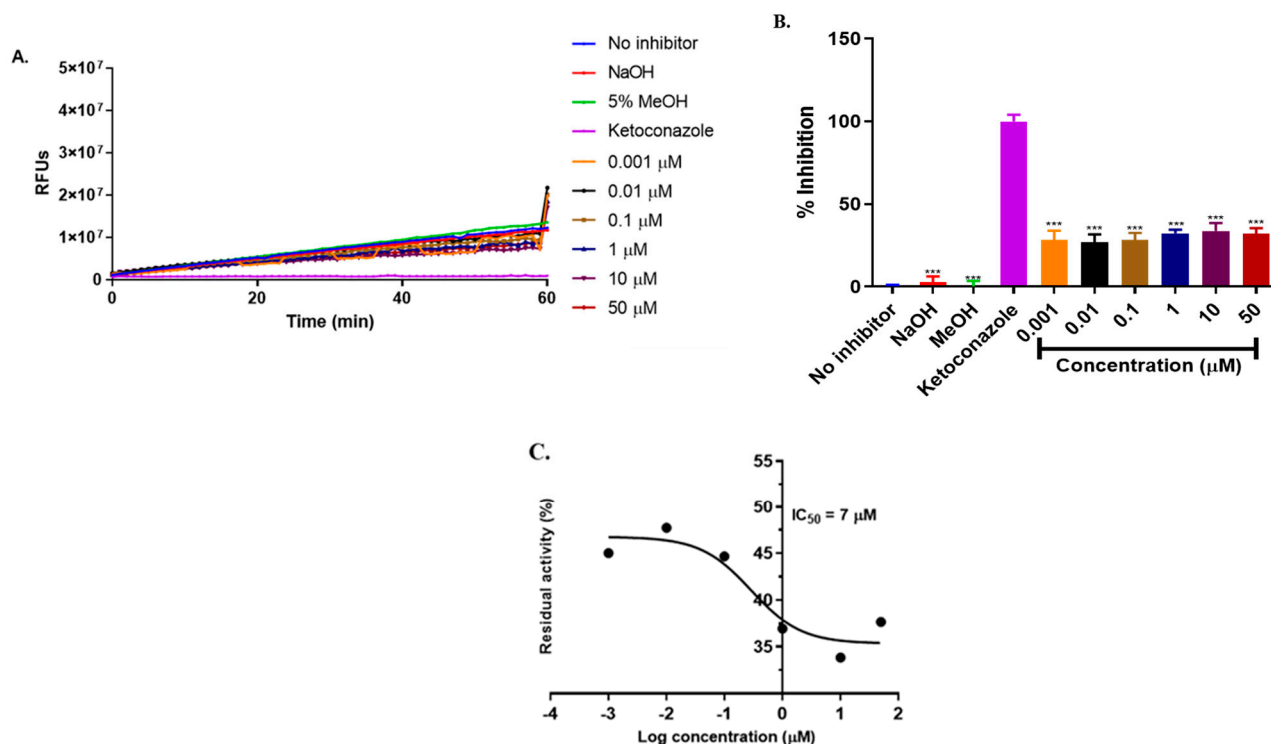 A.
No inhibitor
NaOH
5% MeOH
Ketoconazole
0.001 µM
0.01 µM
0.1 µM
1 µM
10 µM
50 µM
5×10⁷
4×10⁷
3×10⁷
2×10⁷
1×10⁷
0
RFUs
0 20 40 60
Time (min)
B.
150
100
50
0
% Inhibition
*** *** *** *** *** *** *** ***
No inhibitor NaOH MeOH Ketoconazole 0.001 0.01 0.1 1 10 50
Concentration (µM)
C.
55
50
45
40
35
IC₅₀ = 7 µM
Residual activity (%)
-4 -3 -2 -1 0 1 2
Log concentration (µM)